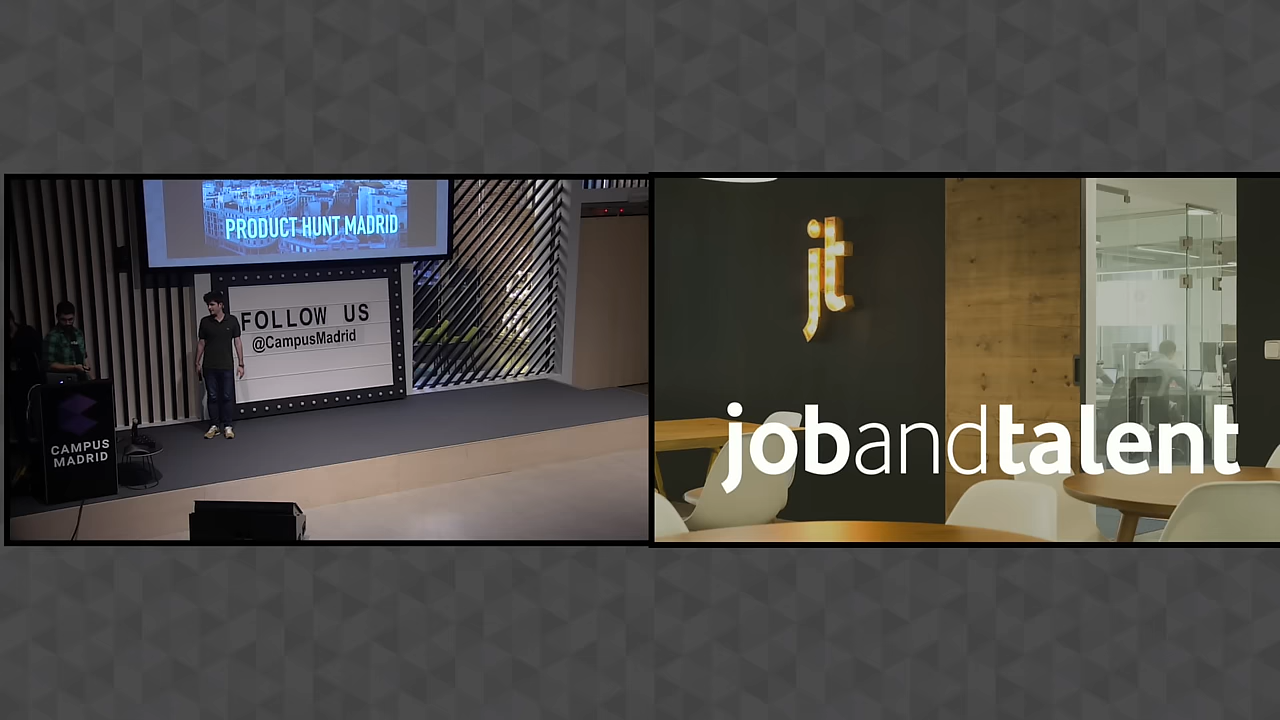 PRODUCT HUNT MADRID
FOLLOW US
@CampusMadrid
CAMPUS
MADRID
jt
jobandtalent